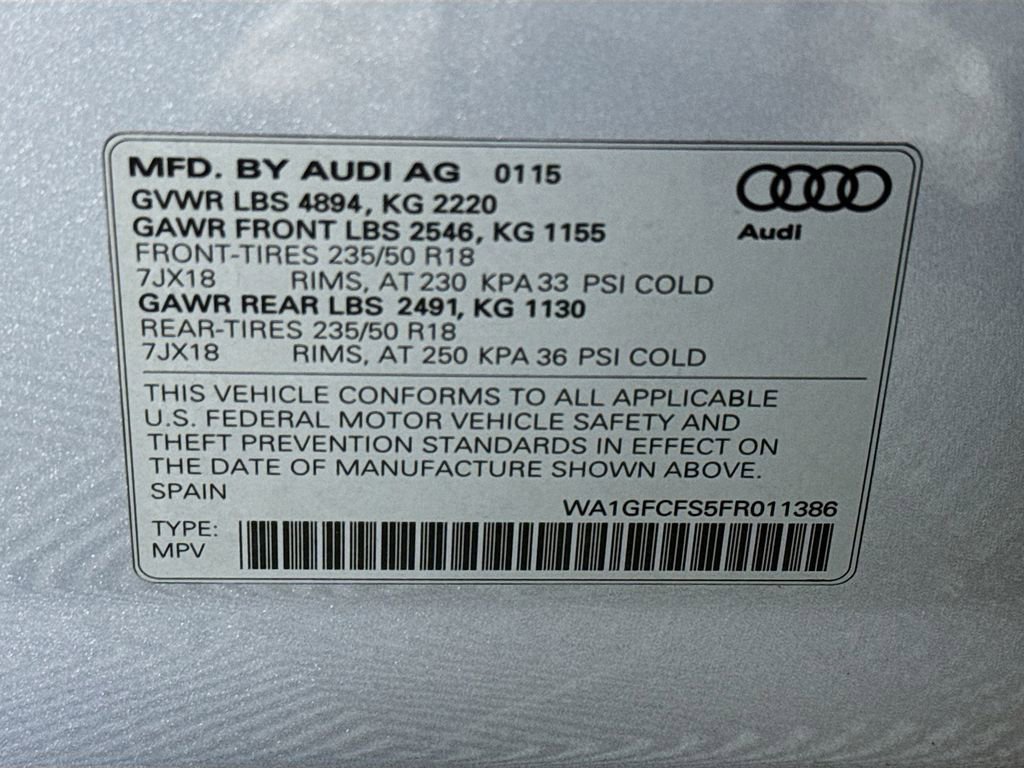 MFD. BY AUDI AG 0115
GVWR LBS 4894, KG 2220
GAWR FRONT LBS 2546, KG 1155
Audi
FRONT-TIRES 235/50 R18
7JX18 RIMS, AT 230 KPA 33 PSI COLD
GAWR REAR LBS 2491, KG 1130
REAR-TIRES 235/50 R18
7JX18 RIMS, AT 250 KPA 36 PSI COLD
THIS VEHICLE CONFORMS TO ALL APPLICABLE
U.S. FEDERAL MOTOR VEHICLE SAFETY AND
THEFT PREVENTION STANDARDS IN EFFECT ON
THE DATE OF MANUFACTURE SHOWN ABOVE.
SPAIN
WA1GFCFS5FR011386
TYPE:
MPV